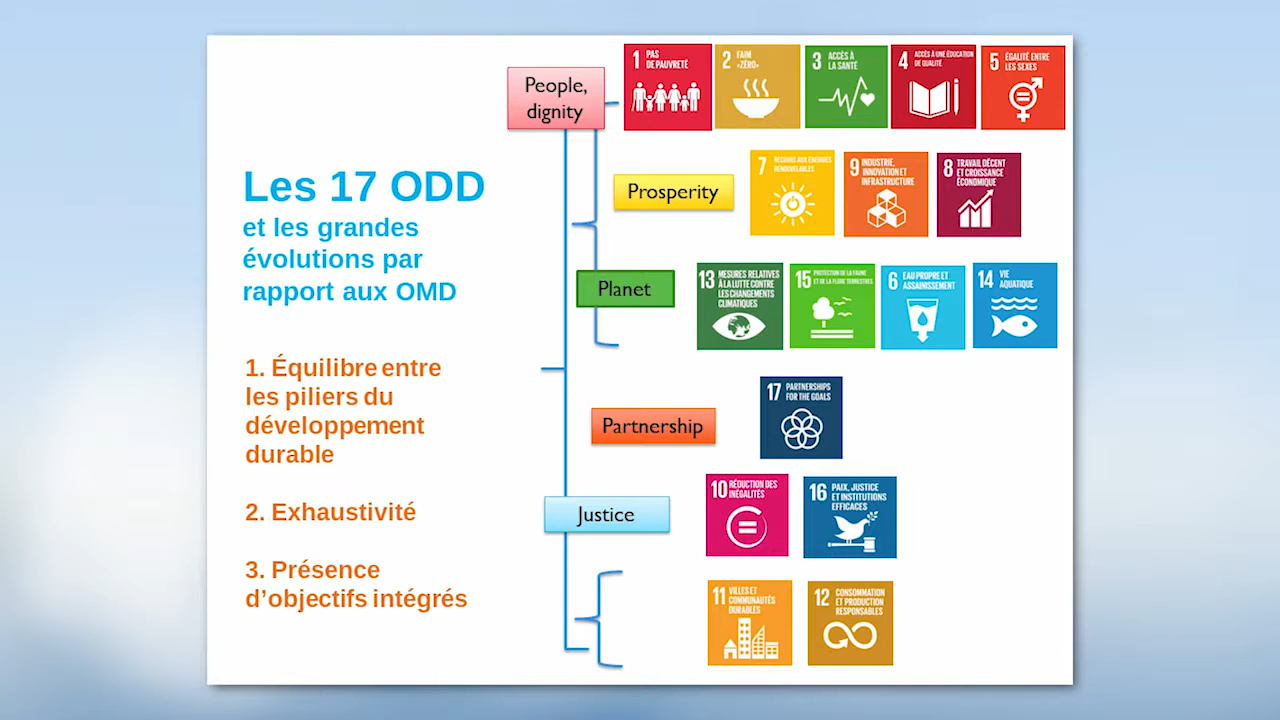 Les 17 ODD
et les grandes
évolutions par
rapport aux OMD
1. Équilibre entre
les piliers du
développement
durable
2. Exhaustivité
3. Présence
d'objectifs intégrés
People,
dignity
1 PAS
DE PAUVRETÉ
2 FAIM
«ZÉRO»
3 ACCÈS À
LA SANTÉ
4 ACCÈS À UNE ÉDUCATION
DE QUALITÉ
5 ÉGALITÉ ENTRE
LES SEXES
Prosperity
7 RECOURS AUX ÉNERGIES
RENOUVELABLES
9 INDUSTRIE,
INNOVATION ET
INFRASTRUCTURE
8 TRAVAIL DÉCENT
ET CROISSANCE
ÉCONOMIQUE
Planet
13 MESURES RELATIVES
À LA LUTTE CONTRE
LES CHANGEMENTS
CLIMATIQUES
15 PROTECTION DE LA FAUNE
ET DE LA FLORE TERRESTRES
6 EAU PROPRE ET
ASSAINISSEMENT
14 VIE
AQUATIQUE
Partnership
17 PARTNERSHIPS
FOR THE GOALS
Justice
10 RÉDUCTION DES
INÉGALITÉS
16 PAIX, JUSTICE
ET INSTITUTIONS
EFFICACES
11 VILLES ET
COMMUNAUTÉS
DURABLES
12 CONSOMMATION
ET PRODUCTION
RESPONSABLES